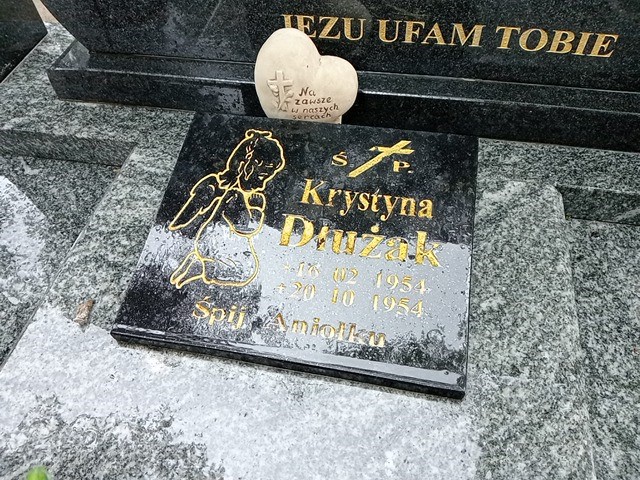 JEZU UFAM TOBIE
Na
zawsze
w naszych
sercach
Ś. P.
Krystyna
Dłużak
* 16 02 1954.
+ 20 10 1954.
Śpij Aniołku